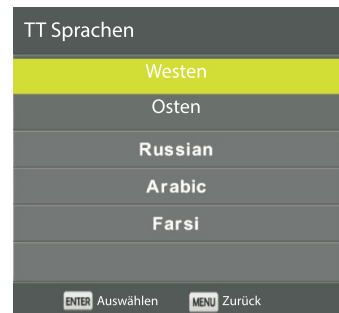 TT Sprachen
Westen
Osten
Russian
Arabic
Farsi
ENTER Auswählen MENU Zurück